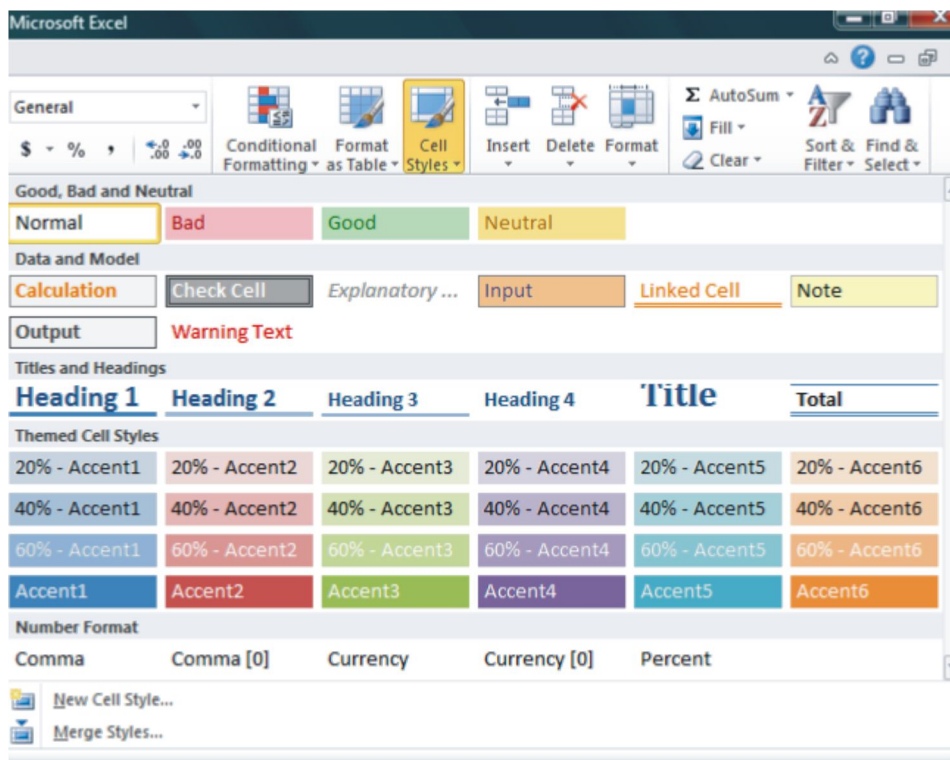 Microsoft Excel
General
$ % , .0 .00 .00 .0
Conditional Formatting
Format as Table
Cell Styles
Insert
Delete
Format
Σ AutoSum
Fill
Clear
Sort & Filter
Find & Select
Good, Bad and Neutral
Normal Bad Good Neutral
Data and Model
Calculation Check Cell Explanatory ... Input Linked Cell Note
Output Warning Text
Titles and Headings
Heading 1 Heading 2 Heading 3 Heading 4 Title Total
Themed Cell Styles
20% - Accent1 20% - Accent2 20% - Accent3 20% - Accent4 20% - Accent5 20% - Accent6
40% - Accent1 40% - Accent2 40% - Accent3 40% - Accent4 40% - Accent5 40% - Accent6
60% - Accent1 60% - Accent2 60% - Accent3 60% - Accent4 60% - Accent5 60% - Accent6
Accent1 Accent2 Accent3 Accent4 Accent5 Accent6
Number Format
Comma Comma [0] Currency Currency [0] Percent
New Cell Style...
Merge Styles...